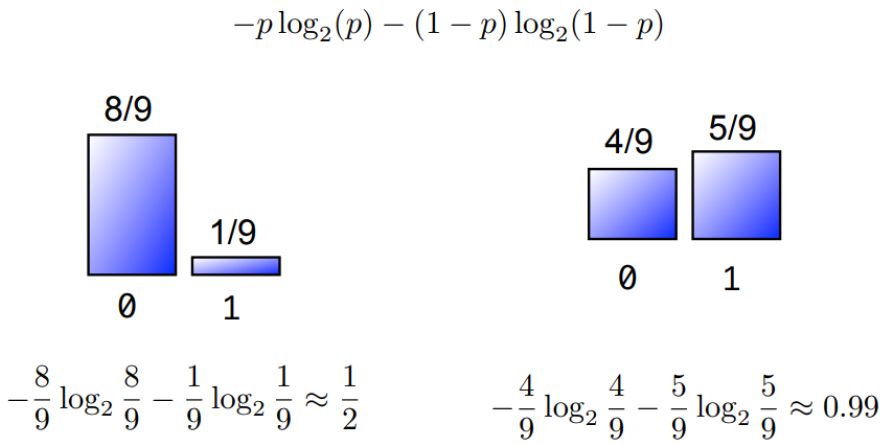 −p log₂(p) − (1 − p) log₂(1 − p)
8/9
1/9
0 1
4/9
5/9
0 1
−8/9 log₂ 8/9 − 1/9 log₂ 1/9 ≈ 1/2
−4/9 log₂ 4/9 − 5/9 log₂ 5/9 ≈ 0.99